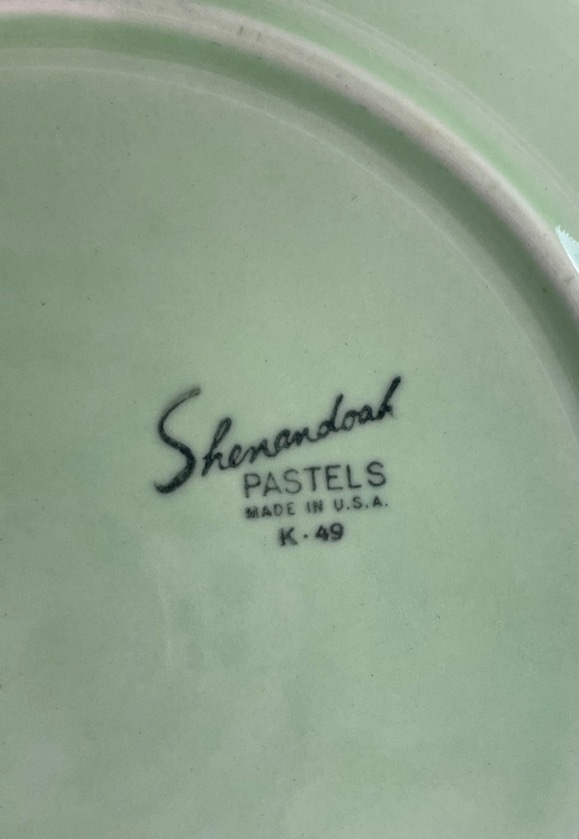 Shenandoah
PASTELS
MADE IN U.S.A.
K·49